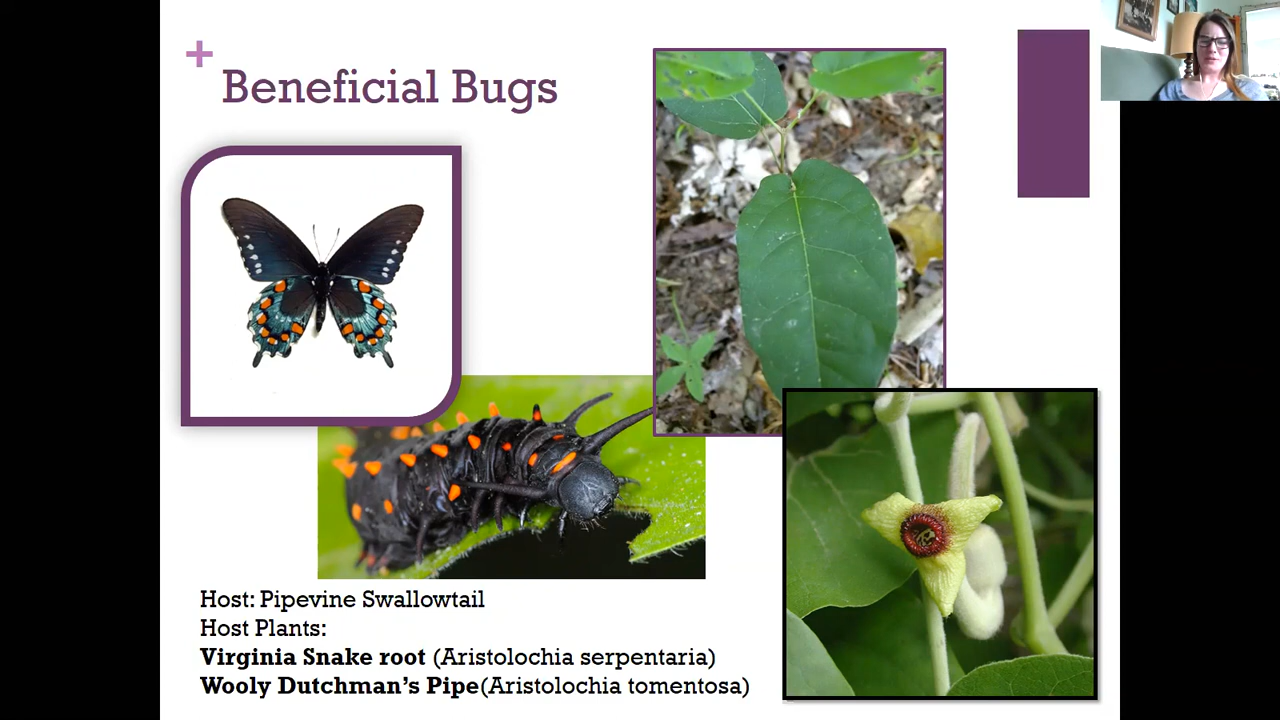 +
Beneficial Bugs
Host: Pipevine Swallowtail
Host Plants:
Virginia Snake root (Aristolochia serpentaria)
Wooly Dutchman’s Pipe(Aristolochia tomentosa)